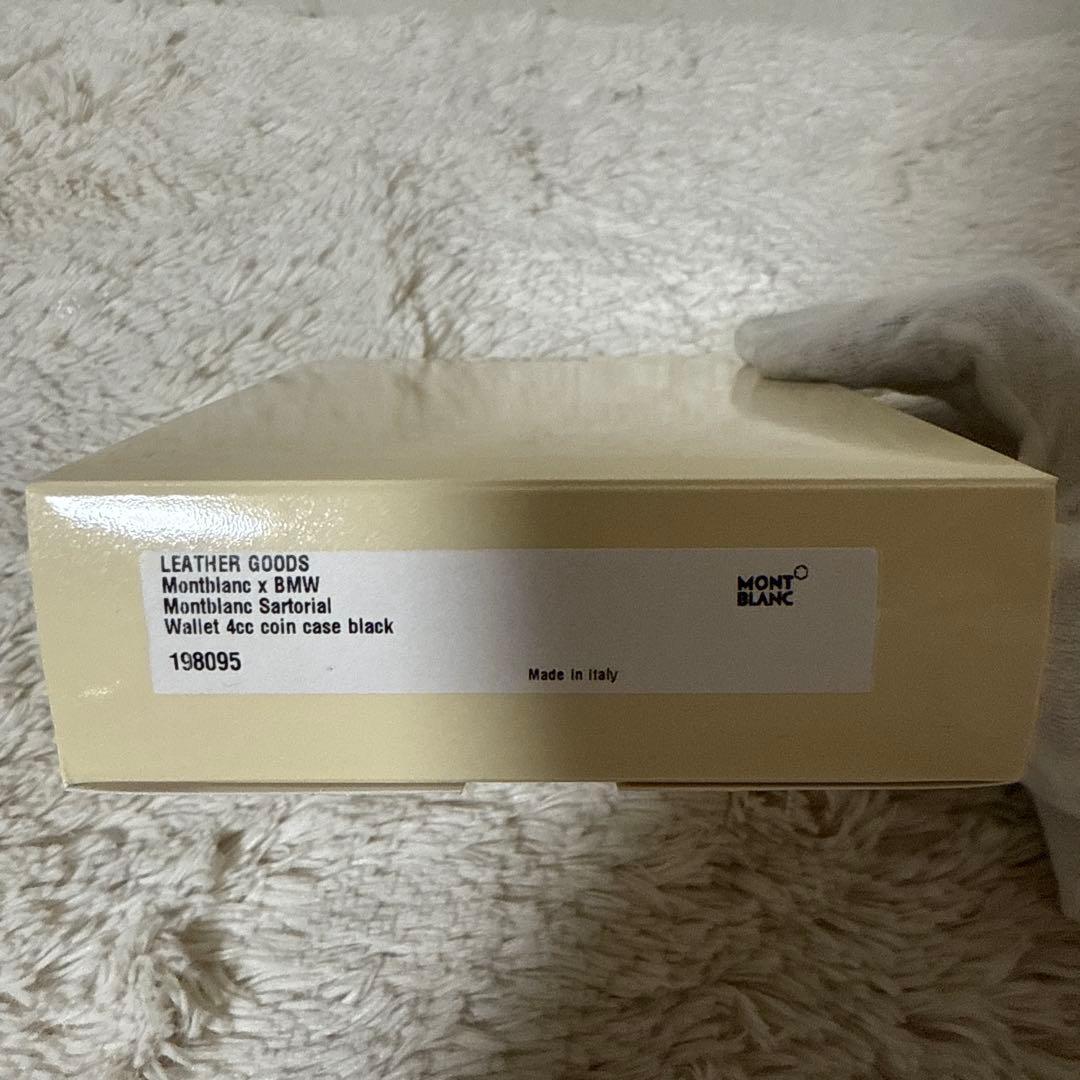 LEATHER GOODS
Montblanc x BMW
Montblanc Sartorial
Wallet 4cc coin case black
198095
Made in Italy
MONT
BLANC